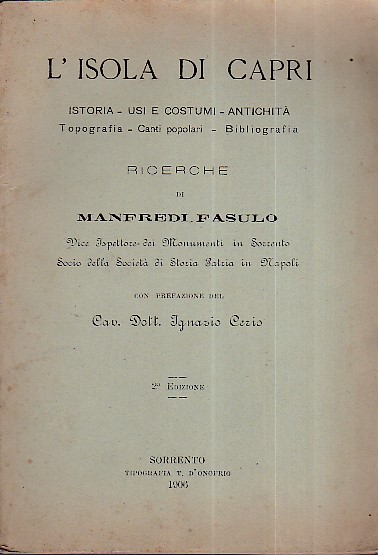 L'ISOLA DI CAPRI
ISTORIA - USI E COSTUMI - ANTICHITÀ
Topografia - Canti popolari - Bibliografia
RICERCHE
DI
MANFREDI FASULO
Vice Ispettore dei Monumenti in Sorrento
Socio della Società di Storia Patria in Napoli
CON PREFAZIONE DEL
Cav. Dott. Ignazio Cerio
2ª EDIZIONE
SORRENTO
TIPOGRAFIA T. D'ONOFRIO
1906